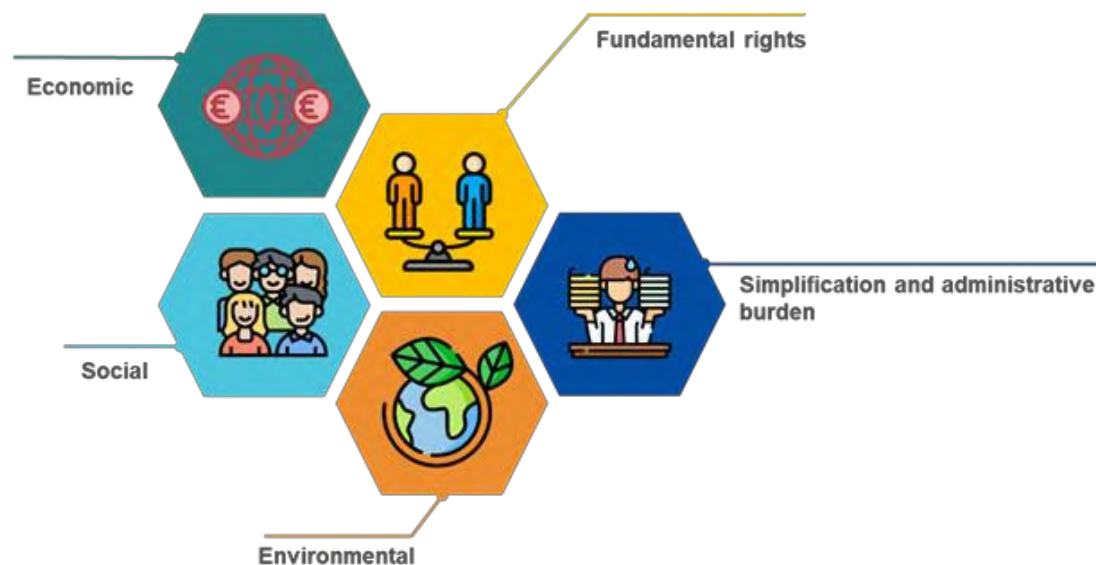 Fundamental rights
Economic
€ €
Simplification and administrative
burden
Social
Environmental